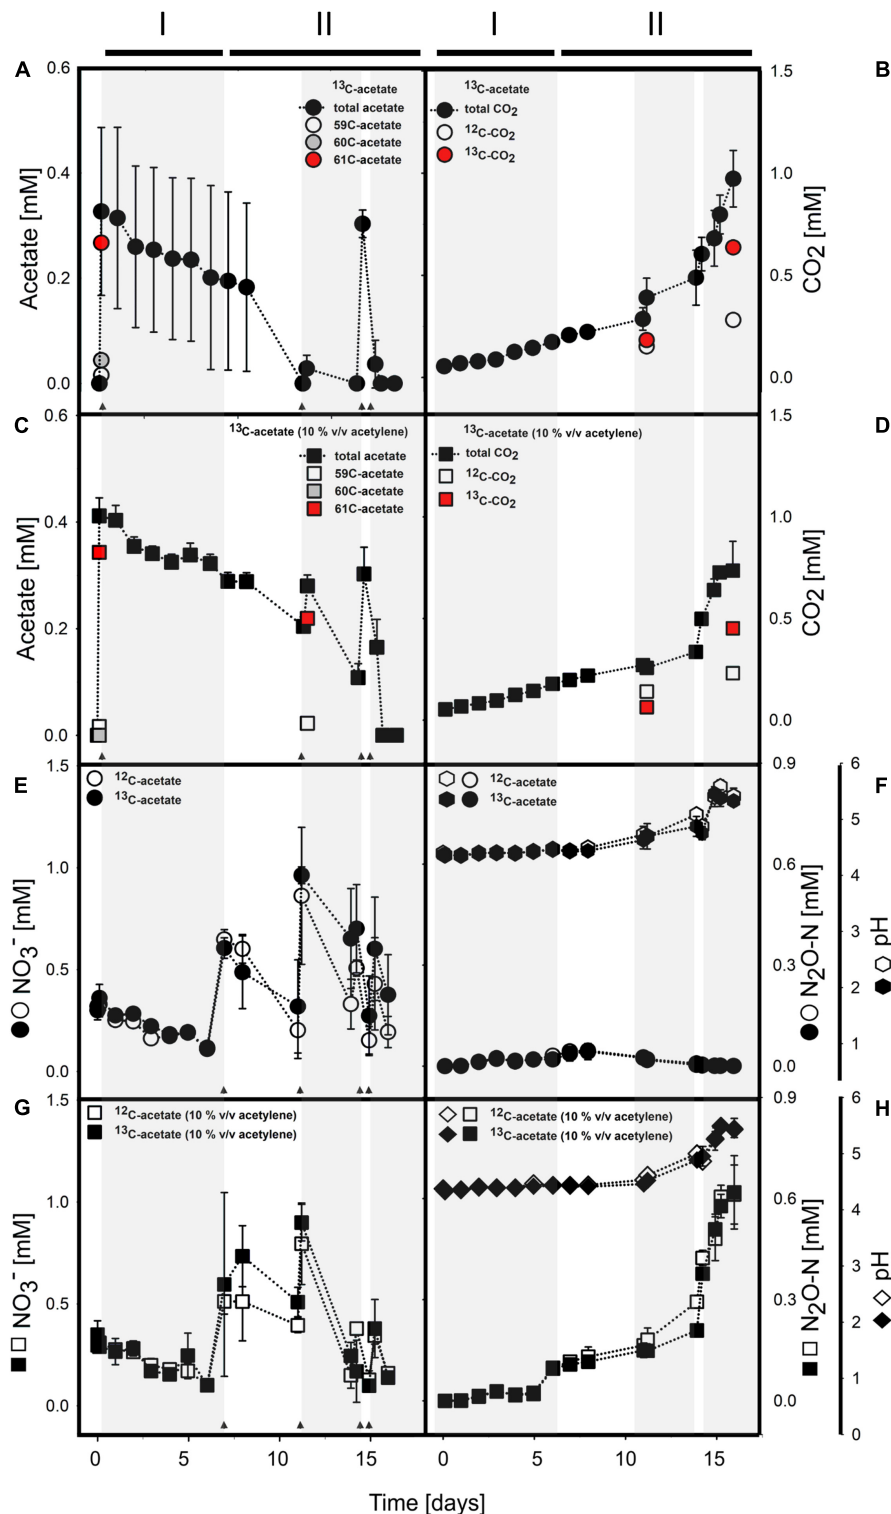 I II I II
A B
0.6 1.5
0.4 1.0
0.2 0.5
0.0 0.0
Acetate [mM]
¹³C-acetate
total acetate
59C-acetate
60C-acetate
61C-acetate
¹³C-acetate
total CO₂
¹²C-CO₂
¹³C-CO₂
CO₂ [mM]
C D
0.6 1.5
0.4 1.0
0.2 0.5
0.0 0.0
Acetate [mM]
¹³C-acetate (10 % v/v acetylene)
total acetate
59C-acetate
60C-acetate
61C-acetate
¹³C-acetate (10 % v/v acetylene)
total CO₂
¹²C-CO₂
¹³C-CO₂
CO₂ [mM]
E F
1.5 0.9 6
5
1.0 0.6 4
3
0.5 0.3 2
0.0 0.0 1
NO₃⁻ [mM]
¹²C-acetate
¹³C-acetate
¹²C-acetate
¹³C-acetate
N₂O-N [mM]
pH
G H
1.5 0.9 6
5
1.0 0.6 4
3
0.5 0.3 2
0.0 0.0 1
0
NO₃⁻ [mM]
¹²C-acetate (10 % v/v acetylene)
¹³C-acetate (10 % v/v acetylene)
¹²C-acetate (10 % v/v acetylene)
¹³C-acetate (10 % v/v acetylene)
N₂O-N [mM]
pH
0 5 10 15 0 5 10 15
Time [days]